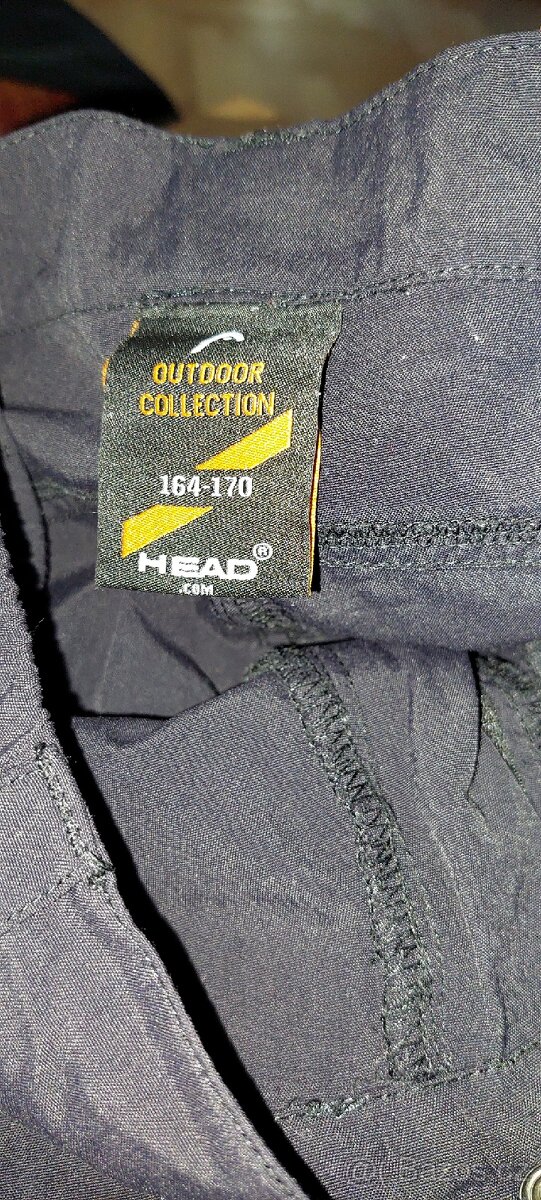 OUTDOOR
COLLECTION
164-170
HEAD®
.COM